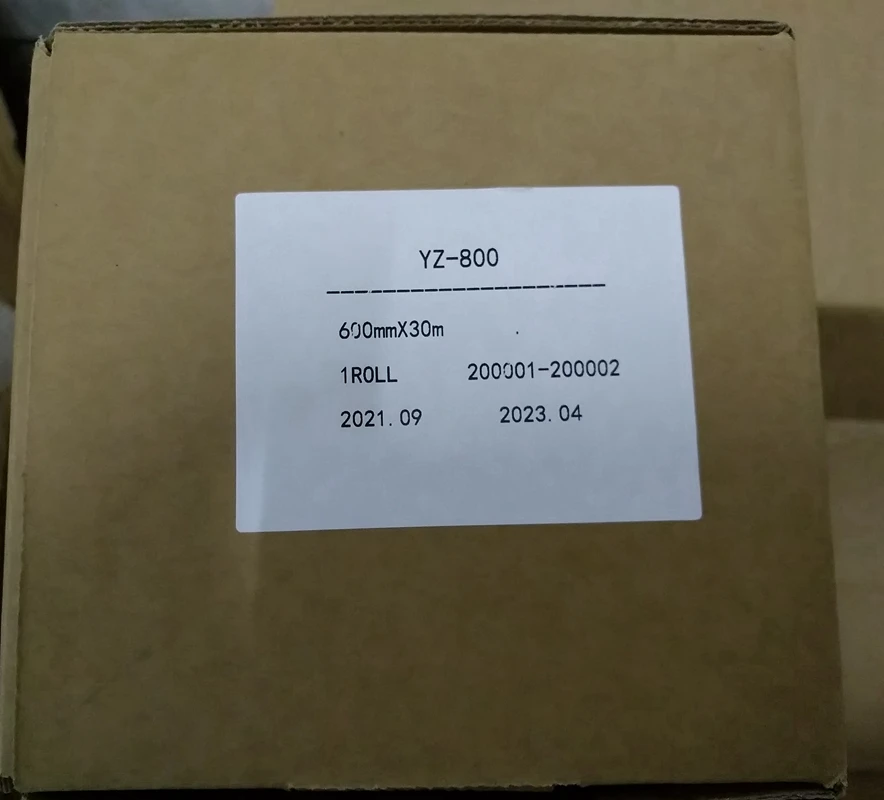 YZ-800
--------------------
600mmX30m
1ROLL 200001-200002
2021.09 2023.04